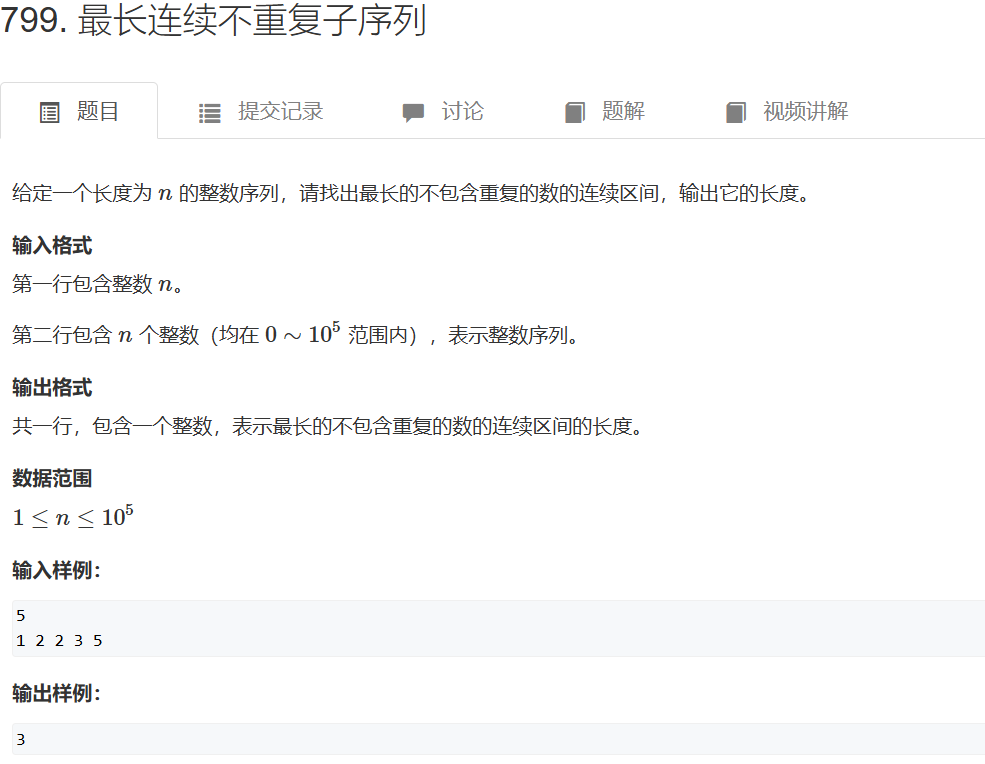 799. 最长连续不重复子序列
题目 提交记录 讨论 题解 视频讲解
给定一个长度为 n 的整数序列，请找出最长的不包含重复的数的连续区间，输出它的长度。
输入格式
第一行包含整数 n。
第二行包含 n 个整数（均在 0 ∼ 10⁵ 范围内），表示整数序列。
输出格式
共一行，包含一个整数，表示最长的不包含重复的数的连续区间的长度。
数据范围
1 ≤ n ≤ 10⁵
输入样例：
5
1 2 2 3 5
输出样例：
3